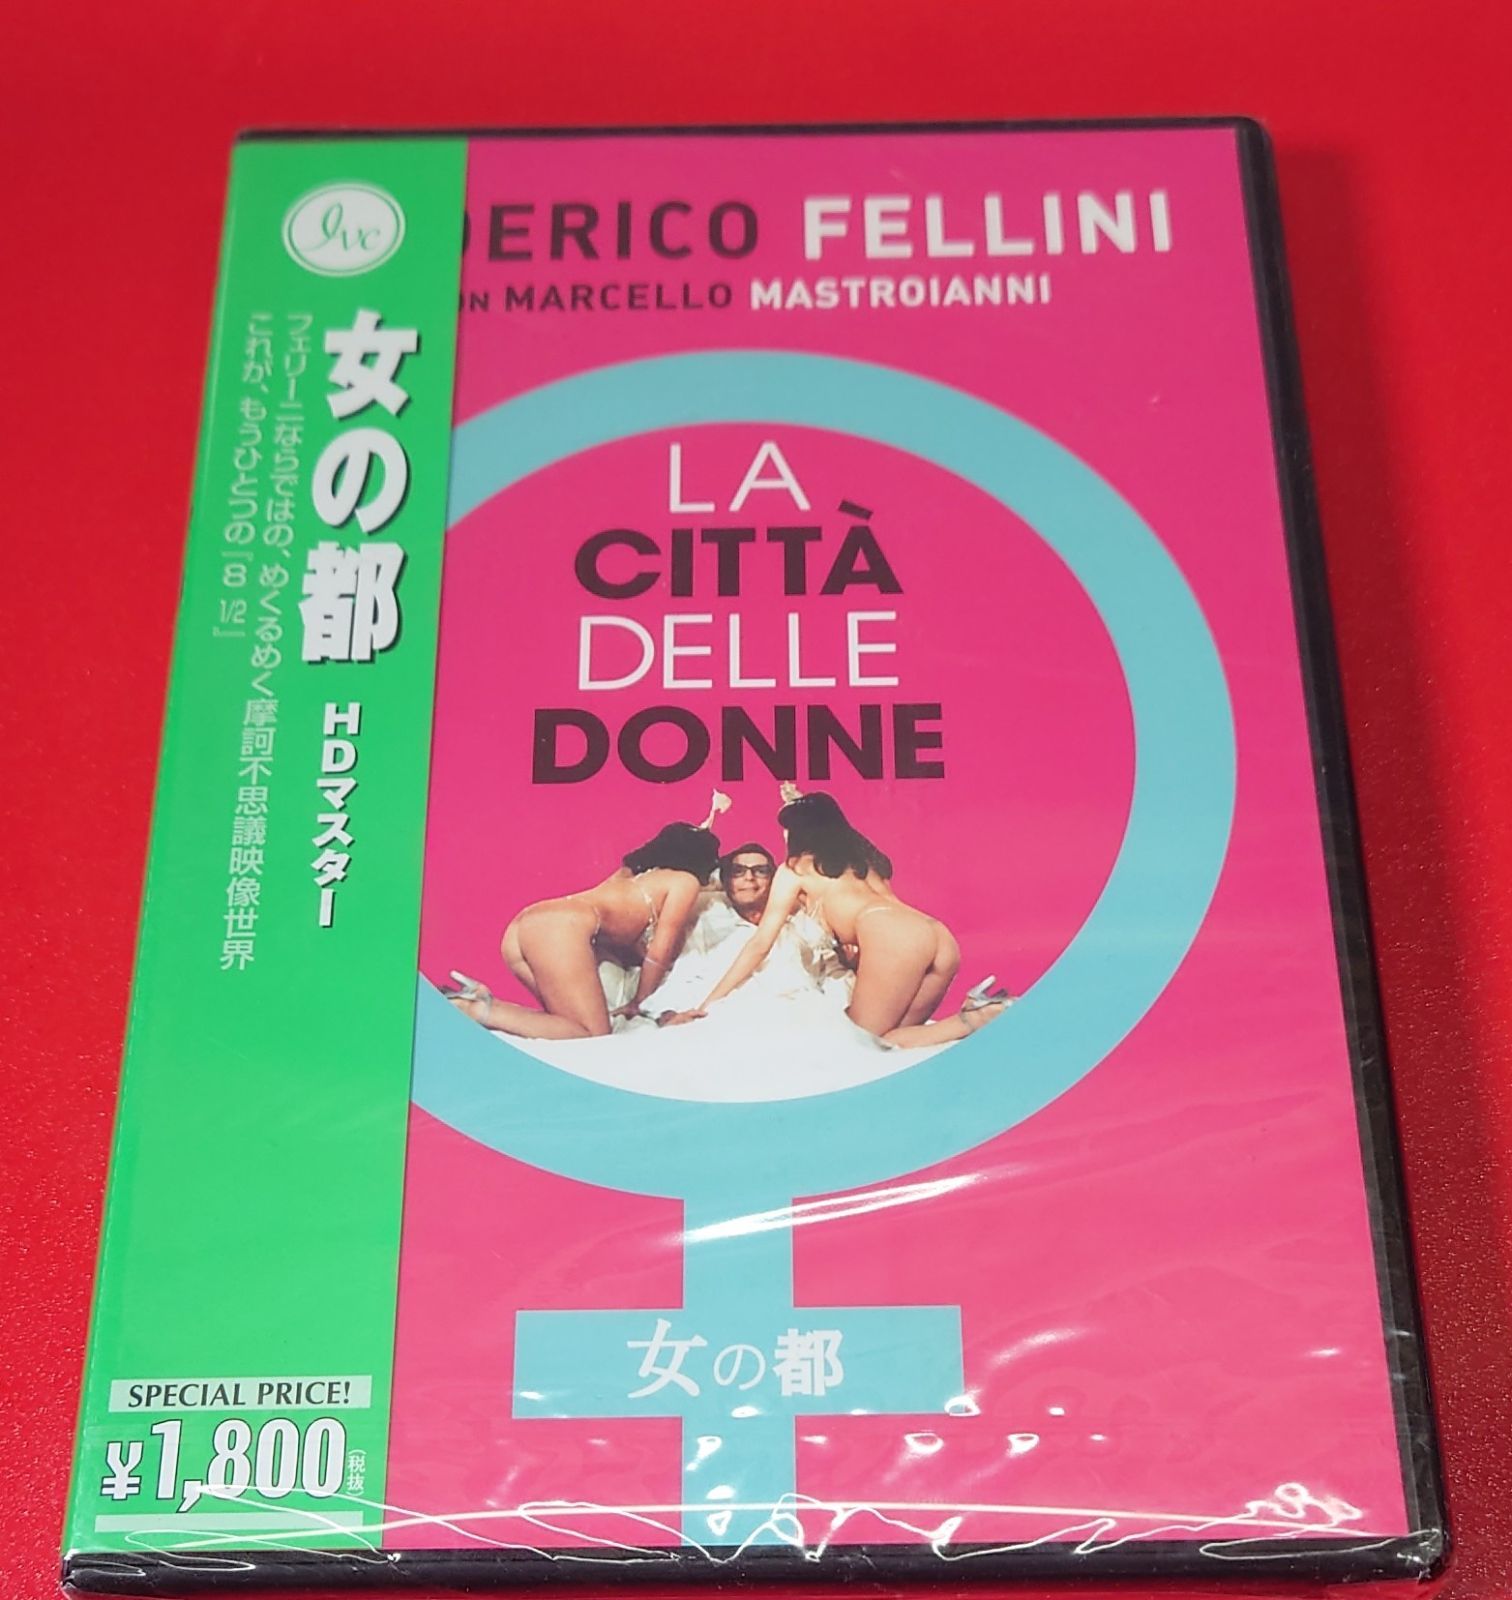 Ivc
女の都 HDマスター
フェリーニならではの、めくるめく摩訶不思議映像世界
これが、もうひとつの『8 1/2』
SPECIAL PRICE!
¥1,800(税抜)
DERICO FELLINI
ON MARCELLO MASTROIANNI
LA
CITTÀ
DELLE
DONNE
女の都